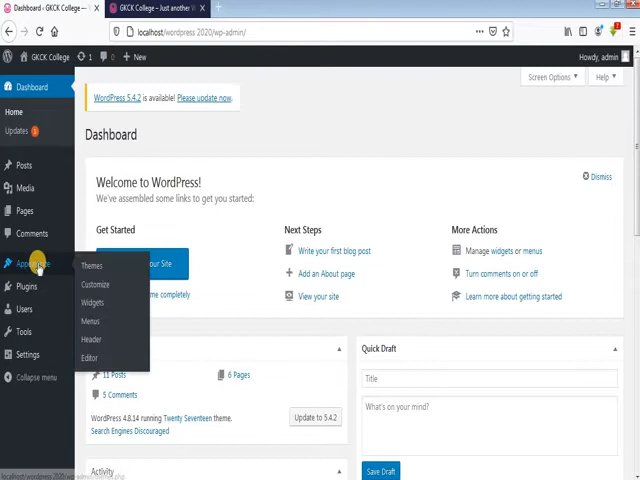 Dashboard ‹ GKCK College — W
GKCK College – Just another W
localhost/wordpress 2020/wp-admin/
GKCK College 1 0 New
Howdy, admin
Dashboard
Home
Updates 1
Posts
Media
Pages
Comments
Appearance
Plugins
Users
Tools
Settings
Collapse menu
Themes
Customize
Widgets
Menus
Header
Editor
Screen Options
Help
WordPress 5.4.2 is available! Please update now.
Dashboard
Welcome to WordPress!
We've assembled some links to get you started:
Dismiss
Get Started
Your Site
completely
Next Steps
Write your first blog post
Add an About page
View your site
More Actions
Manage widgets or menus
Turn comments on or off
Learn more about getting started
11 Posts
6 Pages
5 Comments
WordPress 4.8.14 running Twenty Seventeen theme.
Update to 5.4.2
Search Engines Discouraged
Activity
Quick Draft
Title
What's on your mind?
Save Draft